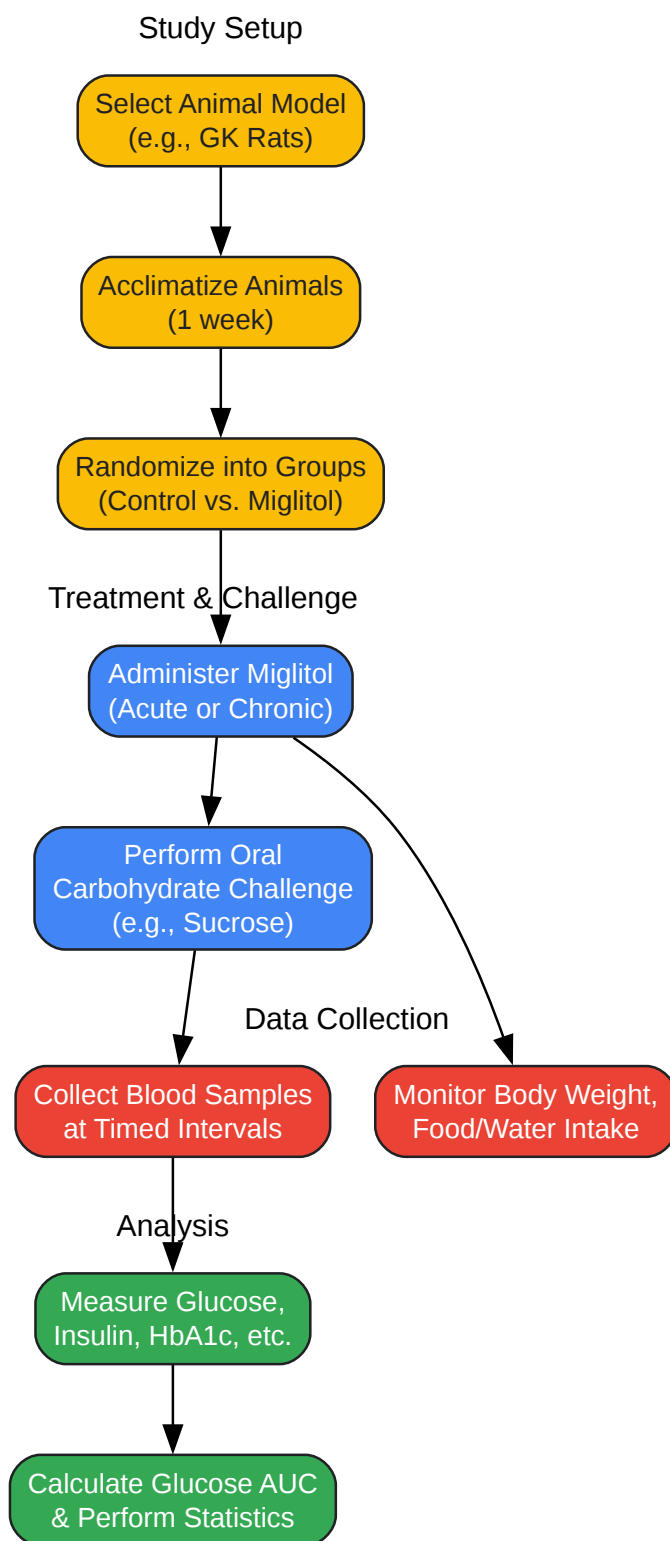 Study Setup
Select Animal Model
(e.g., GK Rats)
Acclimatize Animals
(1 week)
Randomize into Groups
(Control vs. Miglitol)
Treatment & Challenge
Administer Miglitol
(Acute or Chronic)
Perform Oral
Carbohydrate Challenge
(e.g., Sucrose)
Data Collection
Collect Blood Samples
at Timed Intervals
Monitor Body Weight,
Food/Water Intake
Analysis
Measure Glucose,
Insulin, HbA1c, etc.
Calculate Glucose AUC
& Perform Statistics